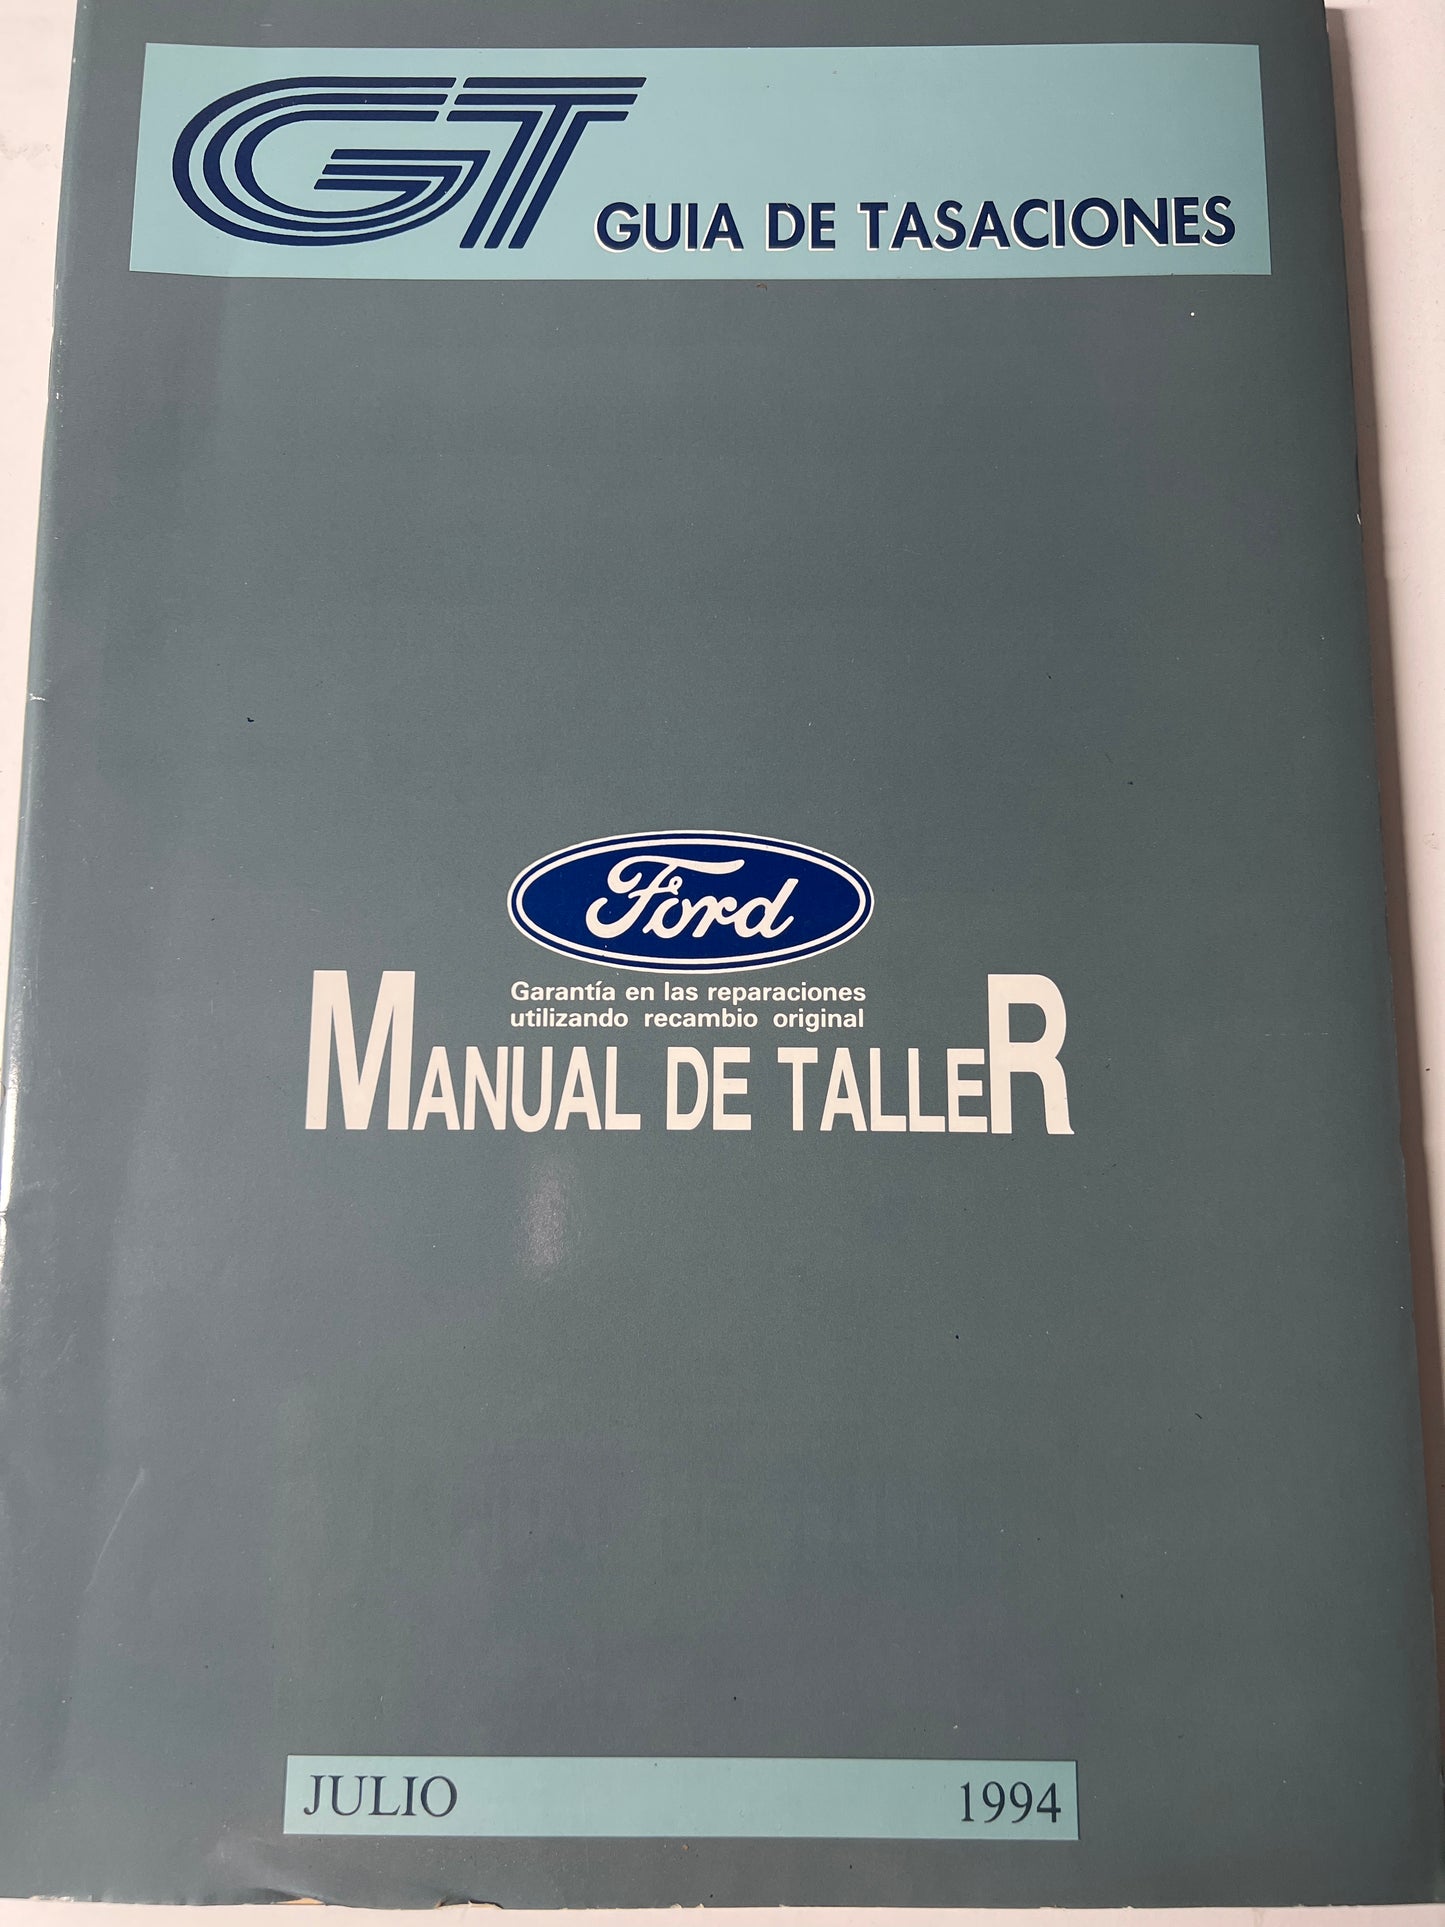 GT GUIA DE TASACIONES
Ford
Garantía en las reparaciones
utilizando recambio original
MANUAL DE TALLER
JULIO 1994